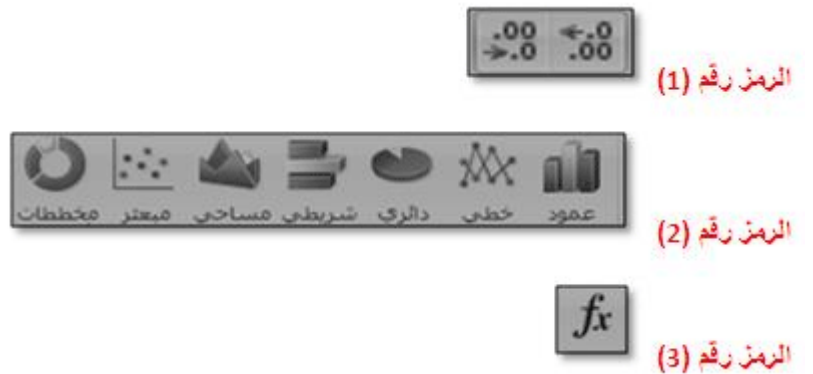 .00 ←.0
→.0 .00
الرمز رقم (1)
عمود خطي دائري شريطي مساحي مبعثر مخططات
الرمز رقم (2)
fx
الرمز رقم (3)